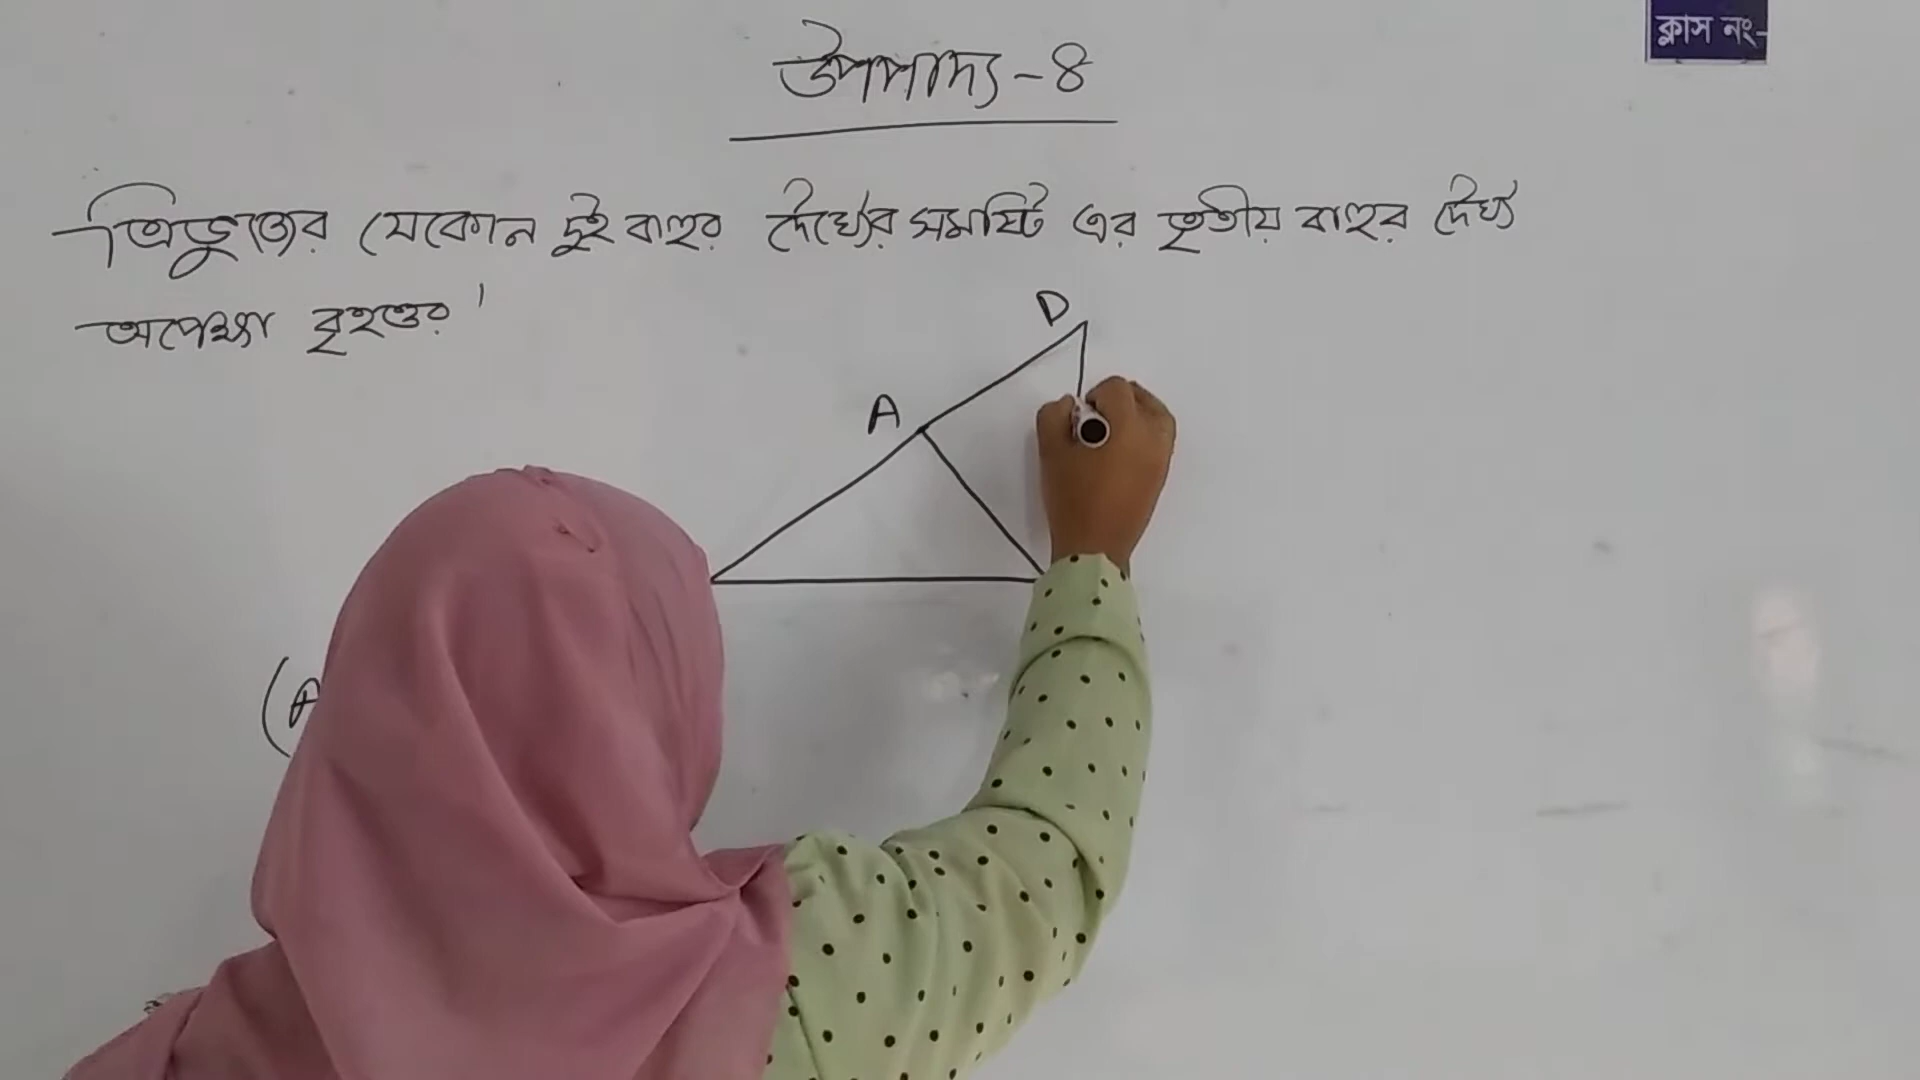 ক্লাস নং-
উপপাদ্য-৪
ত্রিভুজের যেকোন দুই বাহুর দৈর্ঘ্যের সমষ্টি এর তৃতীয় বাহুর দৈর্ঘ্য
অপেক্ষা বৃহত্তর।
D
A
(A